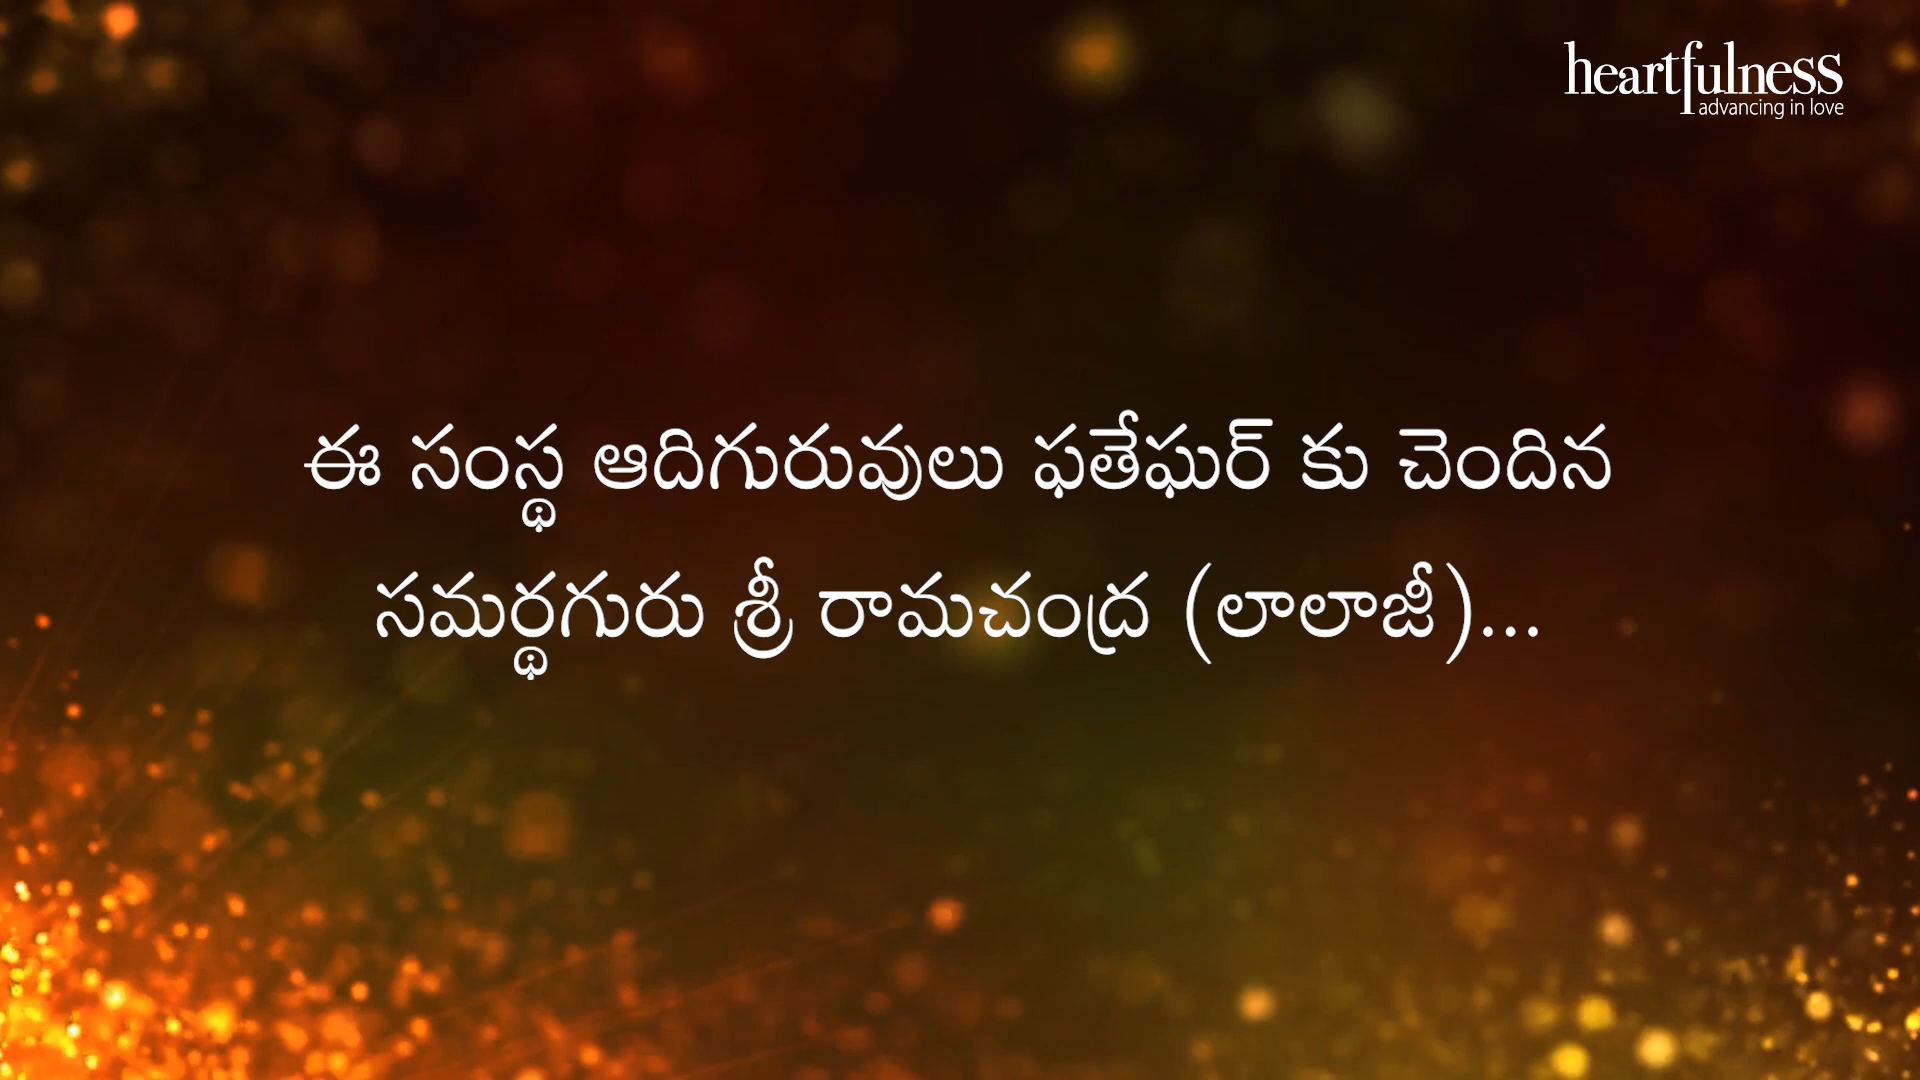 heartfulness
advancing in love
ఈ సంస్థ ఆదిగురువులు ఫతేఘర్ కు చెందిన
సమర్థగురు శ్రీ రామచంద్ర (లాలాజీ)...